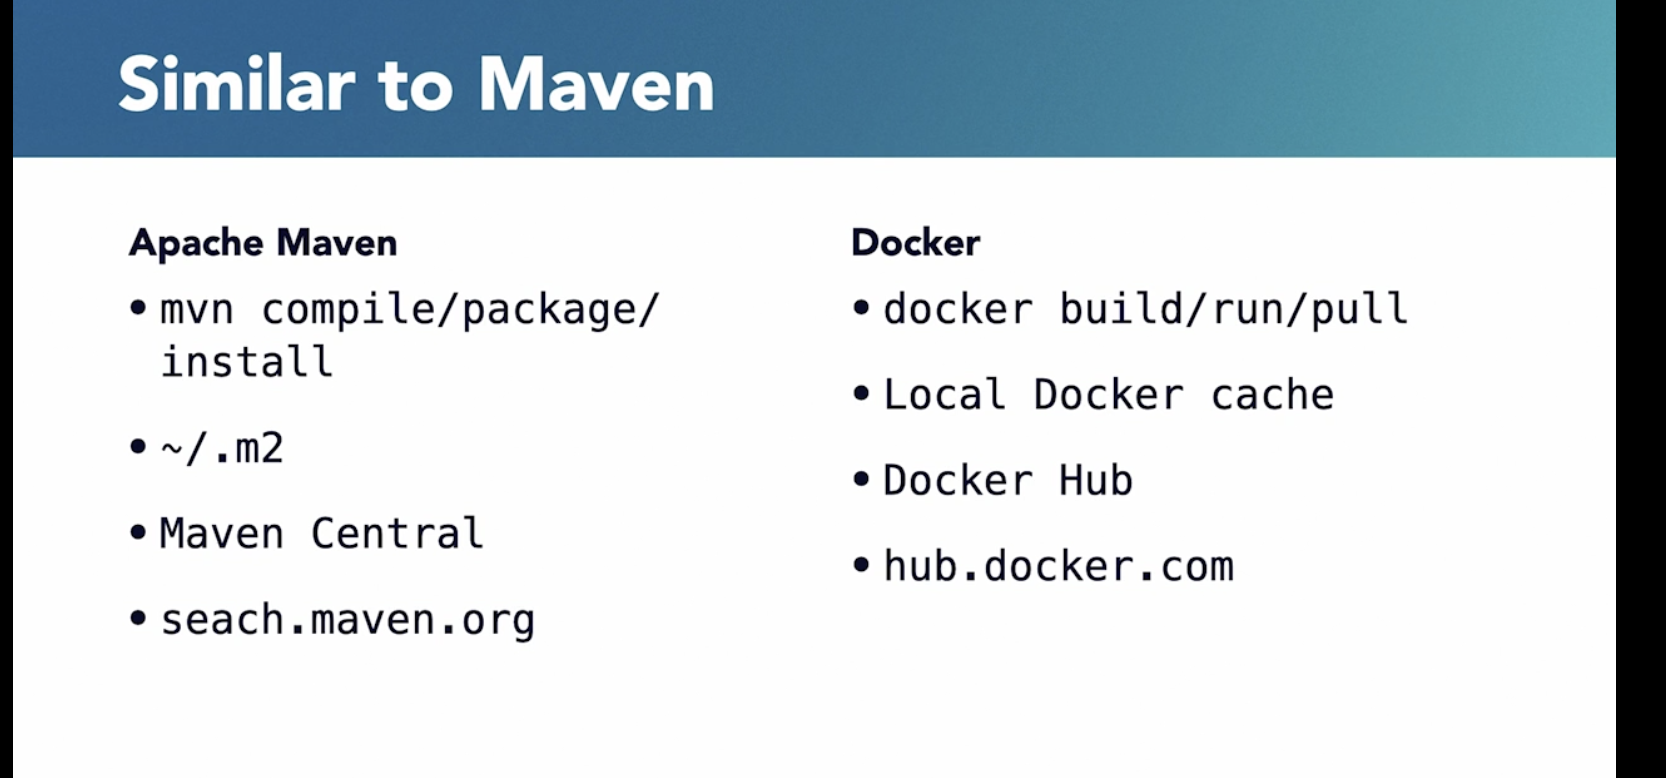 Similar to Maven
Apache Maven
• mvn compile/package/
install
• ~/.m2
• Maven Central
• seach.maven.org
Docker
• docker build/run/pull
• Local Docker cache
• Docker Hub
• hub.docker.com